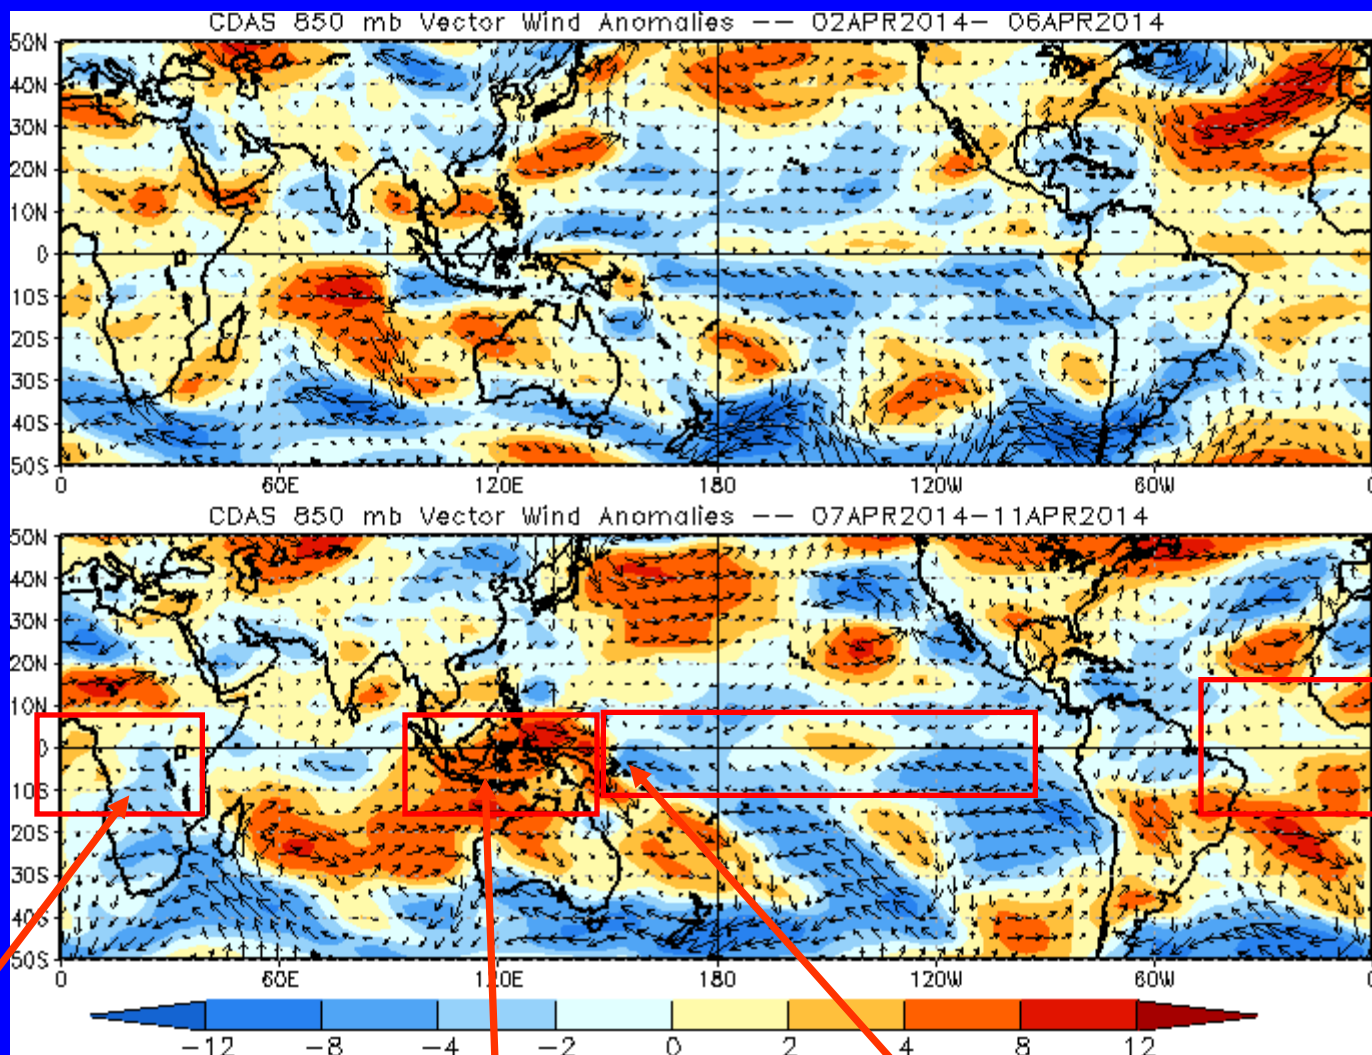 CDAS 850 mb Vector Wind Anomalies -- 02APR2014- 06APR2014
50N
40N
30N
20N
10N
0
10S
20S
30S
40S
50S
0 60E 120E 180 120W 60W 0
CDAS 850 mb Vector Wind Anomalies -- 07APR2014-11APR2014
50N
40N
30N
20N
10N
0
10S
20S
30S
40S
50S
0 60E 120E 180 120W 60W 0
-12 -8 -4 -2 0 2 4 8 12